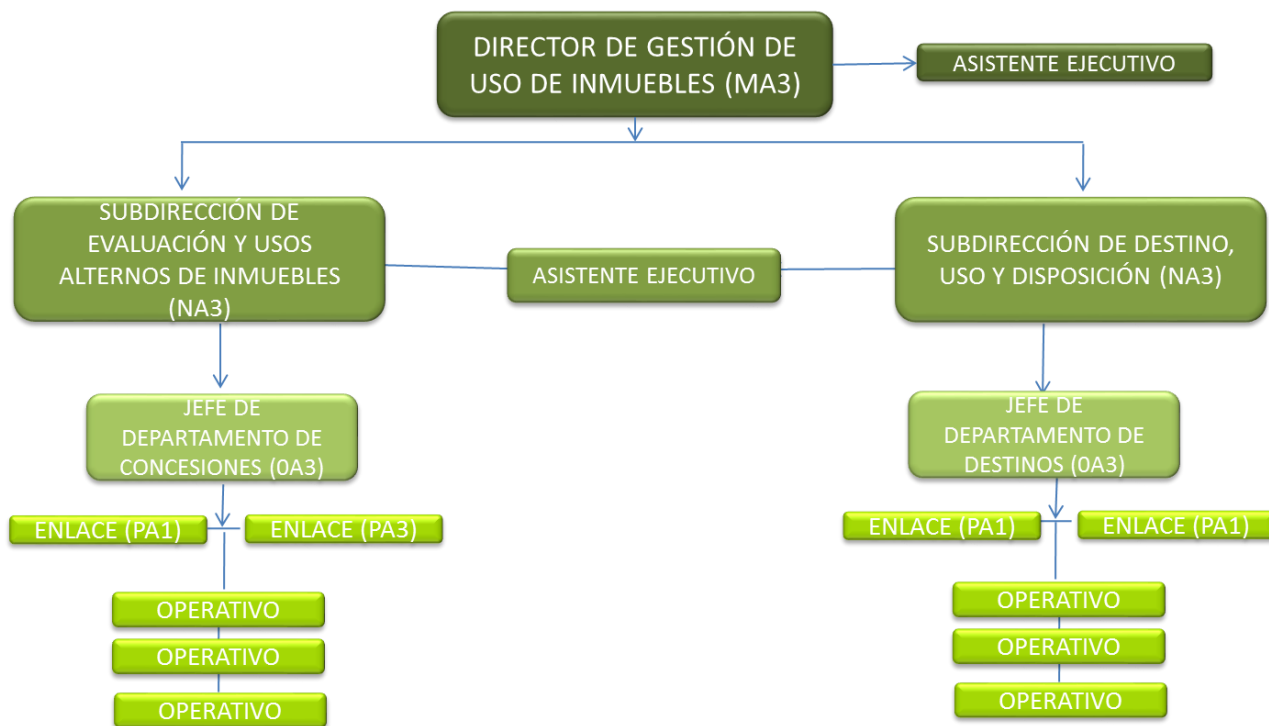 DIRECTOR DE GESTIÓN DE
USO DE INMUEBLES (MA3)
ASISTENTE EJECUTIVO
SUBDIRECCIÓN DE
EVALUACIÓN Y USOS
ALTERNOS DE INMUEBLES
(NA3)
ASISTENTE EJECUTIVO
SUBDIRECCIÓN DE DESTINO,
USO Y DISPOSICIÓN (NA3)
JEFE DE
DEPARTAMENTO DE
CONCESIONES (0A3)
JEFE DE
DEPARTAMENTO DE
DESTINOS (0A3)
ENLACE (PA1)
ENLACE (PA3)
ENLACE (PA1)
ENLACE (PA1)
OPERATIVO
OPERATIVO
OPERATIVO
OPERATIVO
OPERATIVO
OPERATIVO